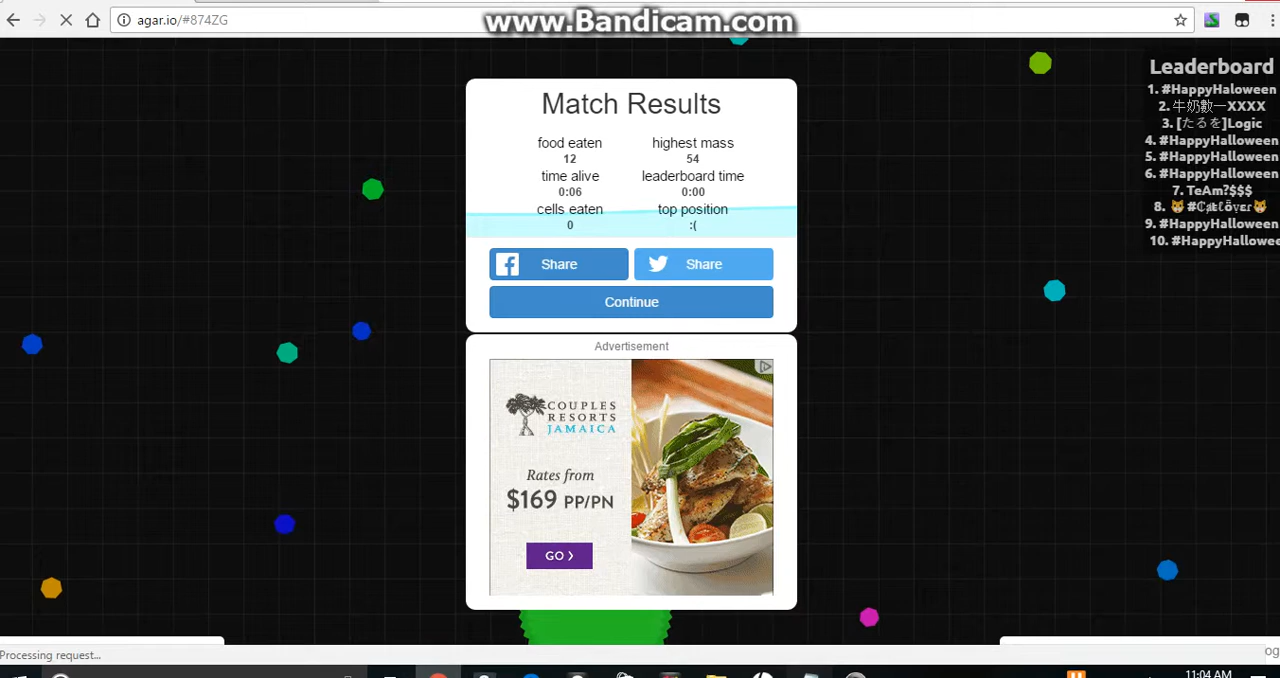 agar.io/#874ZG
www.Bandicam.com
Match Results
food eaten
12
highest mass
54
time alive
0:06
leaderboard time
0:00
cells eaten
0
top position
:(
Share
Share
Continue
Advertisement
COUPLES
RESORTS
JAMAICA
Rates from
$169 PP/PN
GO >
Leaderboard
1. #HappyHaloween
2. 牛奶數一XXXX
3. [たるを]Logic
4. #HappyHalloween
5. #HappyHalloween
6. #HappyHalloween
7. TeAm?$$$
8.
9. #HappyHalloween
10. #HappyHallowee
Processing request...
og
11:04 AM